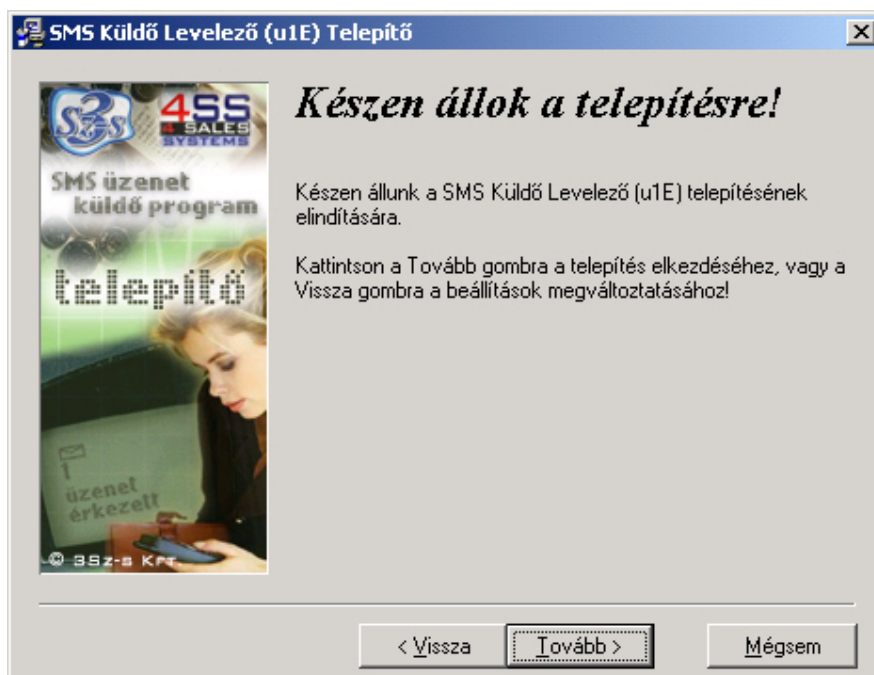 SMS Küldő Levelező (u1E) Telepítő
3
Sz-s
4SS
4 SALES
SYSTEMS
SMS üzenet
küldő program
telepítő
1
üzenet
érkezett
© 3Sz-s Kft.
Készen állok a telepítésre!
Készen állunk a SMS Küldő Levelező (u1E) telepítésének
elindítására.
Kattintson a Tovább gombra a telepítés elkezdéséhez, vagy a
Vissza gombra a beállítások megváltoztatásához!
< Vissza
Tovább >
Mégsem